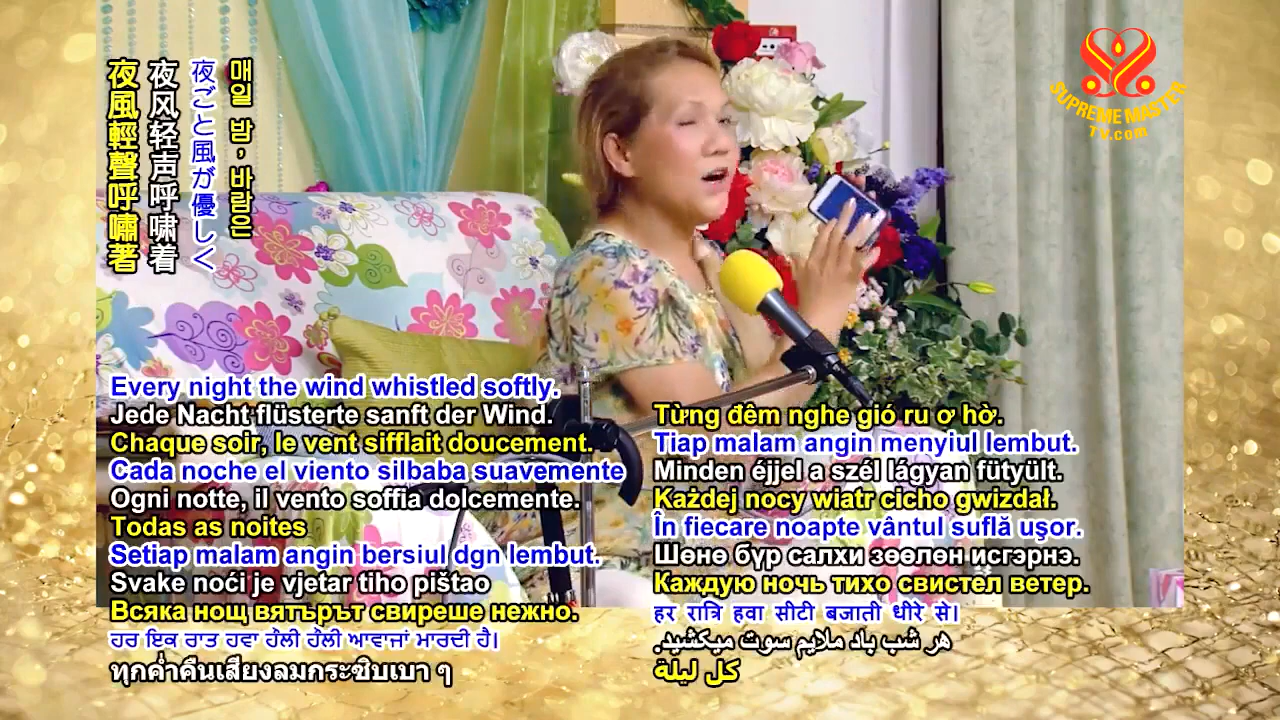 매일 밤, 바람은
夜ごと風が優しく
夜风轻声呼啸着
夜風輕聲呼嘯著
SUPREME MASTER
TV.com
Every night the wind whistled softly.
Jede Nacht flüsterte sanft der Wind.
Chaque soir, le vent sifflait doucement.
Cada noche el viento silbaba suavemente
Ogni notte, il vento soffia dolcemente.
Todas as noites
Setiap malam angin bersiul dgn lembut.
Svake noći je vjetar tiho pištao
Всяка нощ вятърът свиреше нежно.
ਹਰ ਇਕ ਰਾਤ ਹਵਾ ਹੌਲੀ ਹੌਲੀ ਆਵਾਜਾਂ ਮਾਰਦੀ ਹੈ।
ทุกค่ำคืนเสียงลมกระซิบเบา ๆ
Từng đêm nghe gió ru ơ hờ.
Tiap malam angin menyiul lembut.
Minden éjjel a szél lágyan fütyült.
Każdej nocy wiatr cicho gwizdał.
În fiecare noapte vântul suflă uşor.
Шөнө бүр салхи зөөлөн исгэрнэ.
Каждую ночь тихо свистел ветер.
हर रात्रि हवा सीटी बजाती धीरे से।
هر شب باد ملایم سوت میکشید.
كل ليلة